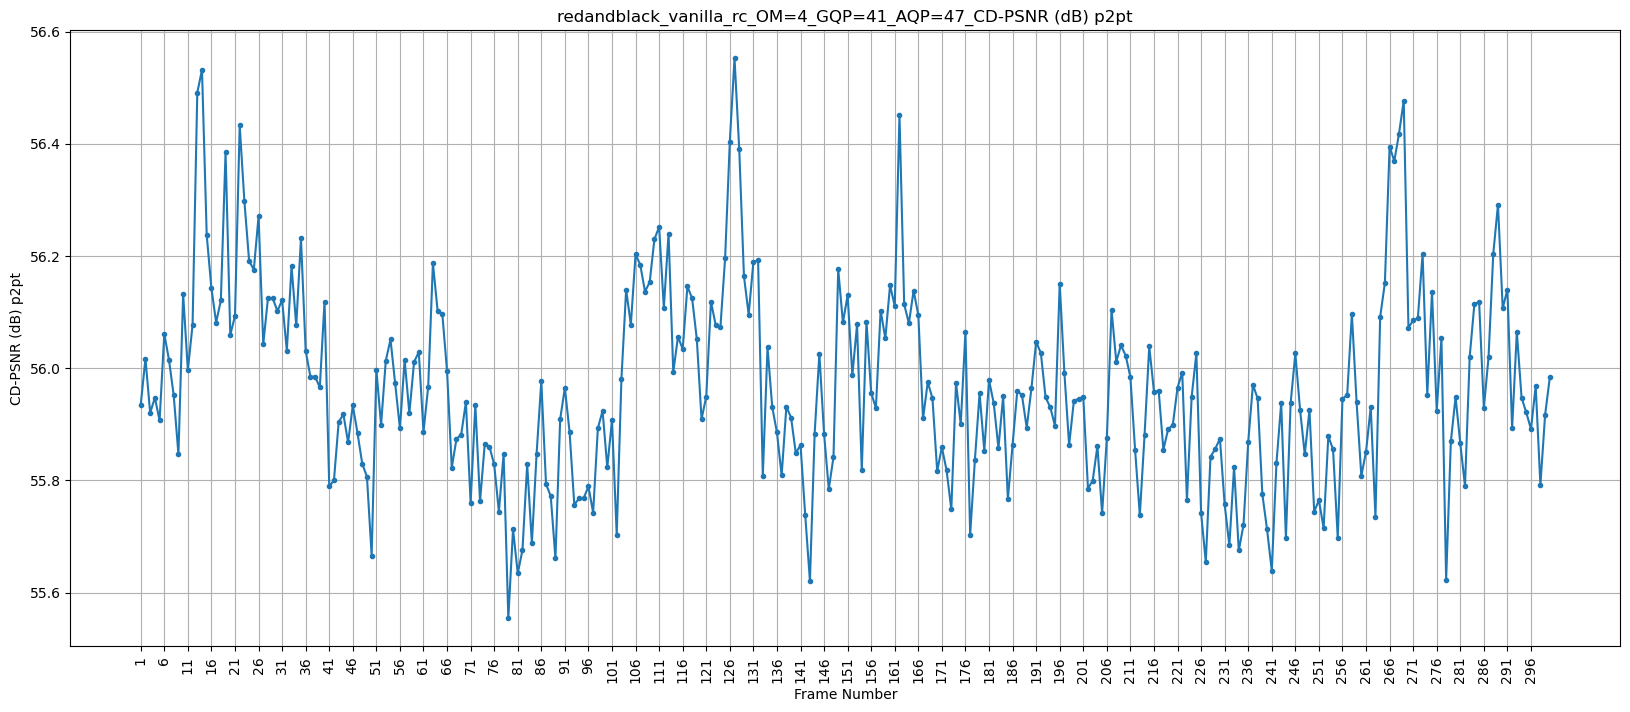 redandblack_vanilla_rc_OM=4_GQP=41_AQP=47_CD-PSNR (dB) p2pt
56.6
56.4
56.2
56.0
55.8
55.6
CD-PSNR (dB) p2pt
1 6 11 16 21 26 31 36 41 46 51 56 61 66 71 76 81 86 91 96 101 106 111 116 121 126 131 136 141 146 151 156 161 166 171 176 181 186 191 196 201 206 211 216 221 226 231 236 241 246 251 256 261 266 271 276 281 286 291 296
Frame Number